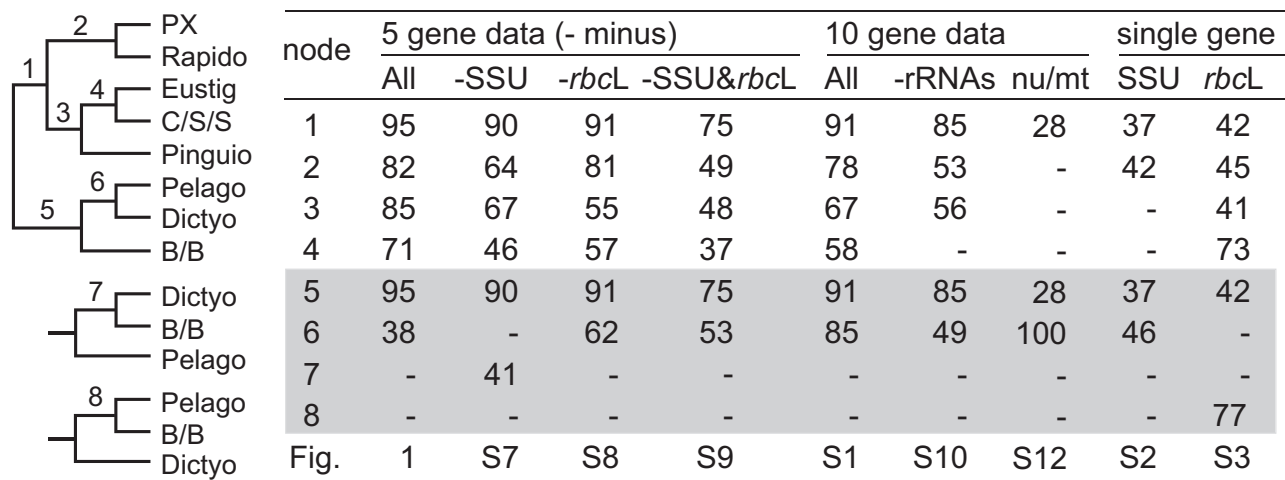 2 PX
Rapido
1
4 Eustig
3 C/S/S
Pinguio
6 Pelago
5 Dictyo
B/B
7 Dictyo
B/B
Pelago
8 Pelago
B/B
Dictyo
node 5 gene data (- minus) 10 gene data single gene
All -SSU -rbcL -SSU&rbcL All -rRNAs nu/mt SSU rbcL
1 95 90 91 75 91 85 28 37 42
2 82 64 81 49 78 53 - 42 45
3 85 67 55 48 67 56 - - 41
4 71 46 57 37 58 - - - 73
5 95 90 91 75 91 85 28 37 42
6 38 - 62 53 85 49 100 46 -
7 - 41 - - - - - - -
8 - - - - - - - - 77
Fig. 1 S7 S8 S9 S1 S10 S12 S2 S3